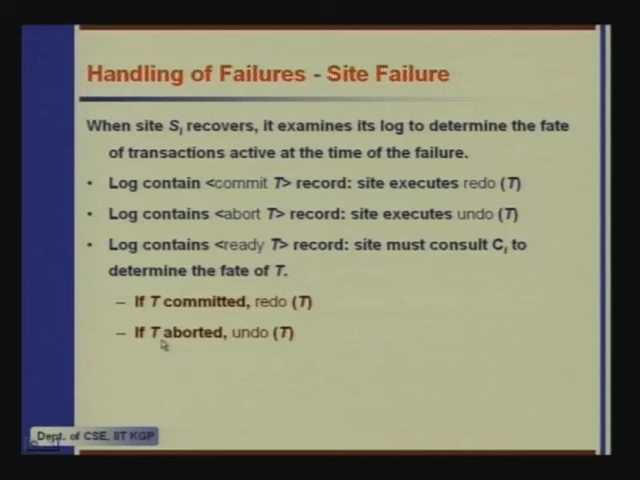 Handling of Failures - Site Failure
When site Si recovers, it examines its log to determine the fate
of transactions active at the time of the failure.
• Log contain <commit T> record: site executes redo (T)
• Log contains <abort T> record: site executes undo (T)
• Log contains <ready T> record: site must consult Ci to
determine the fate of T.
– If T committed, redo (T)
– If T aborted, undo (T)
Dept. of CSE, IIT KGP